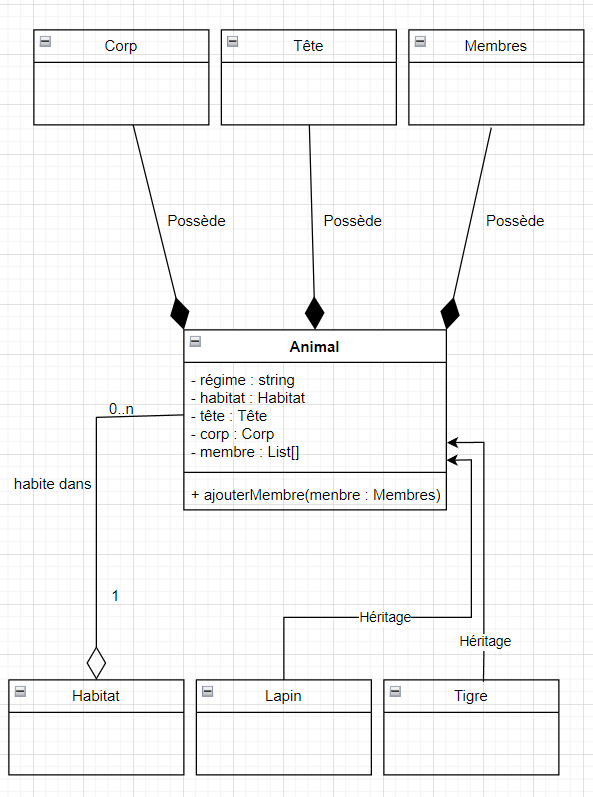 Corp
Tête
Membres
Possède
Possède
Possède
Animal
- régime : string
- habitat : Habitat
- tête : Tête
- corp : Corp
- membre : List[]
+ ajouterMembre(menbre : Membres)
0..n
habite dans
1
Héritage
Héritage
Habitat
Lapin
Tigre